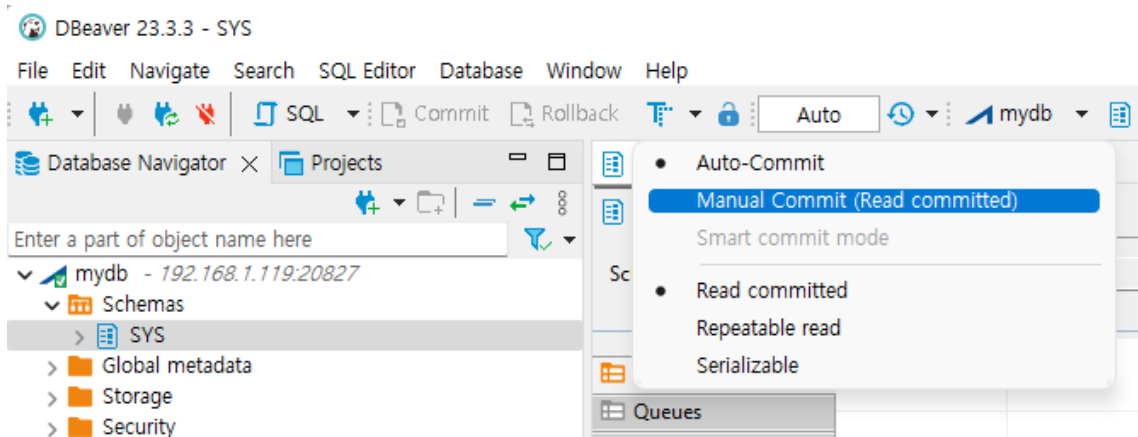 DBeaver 23.3.3 - SYS
File Edit Navigate Search SQL Editor Database Window Help
SQL Commit Rollback Auto mydb
Database Navigator Projects
Enter a part of object name here
mydb - 192.168.1.119:20827
Schemas
SYS
Global metadata
Storage
Security
Auto-Commit
Manual Commit (Read committed)
Smart commit mode
Read committed
Repeatable read
Serializable
Sc
Queues